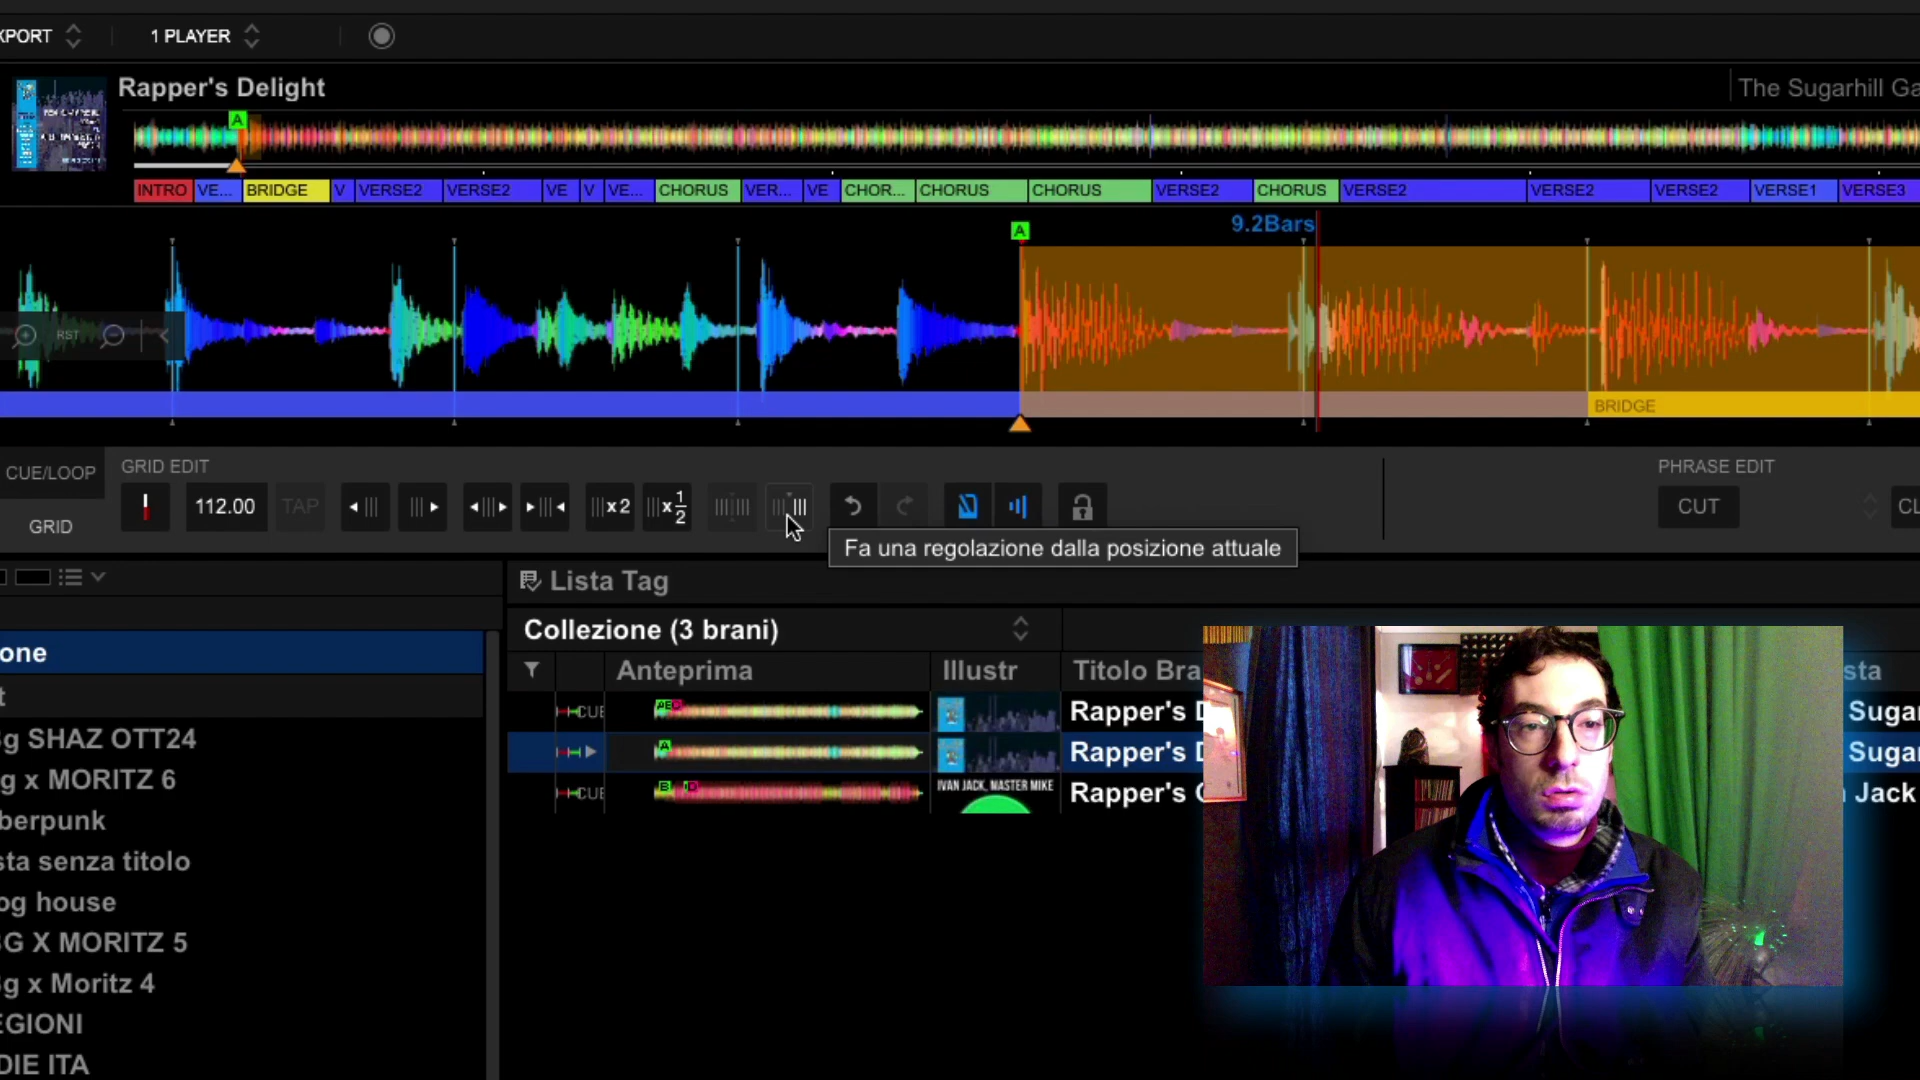 XPORT
1 PLAYER
Rapper's Delight
The Sugarhill Ga
A
INTRO VE... BRIDGE V VERSE2 VERSE2 VE V VE... CHORUS VER... VE CHOR... CHORUS CHORUS VERSE2 CHORUS VERSE2 VERSE2 VERSE2 VERSE1 VERSE3
9.2Bars
A
RST
BRIDGE
CUE/LOOP
GRID EDIT
PHRASE EDIT
112.00 TAP x2 x1/2
CUT
CL
GRID
Fa una regolazione dalla posizione attuale
Lista Tag
Collezione (3 brani)
Anteprima Illustr Titolo Bra sta
CUE Rapper's D Sugar
A Rapper's D Sugar
CUE B IVAN JACK, MASTER MIKE Rapper's Jack
one
t
g SHAZ OTT24
g x MORITZ 6
berpunk
sta senza titolo
og house
G X MORITZ 5
g x Moritz 4
EGIONI
DIE ITA